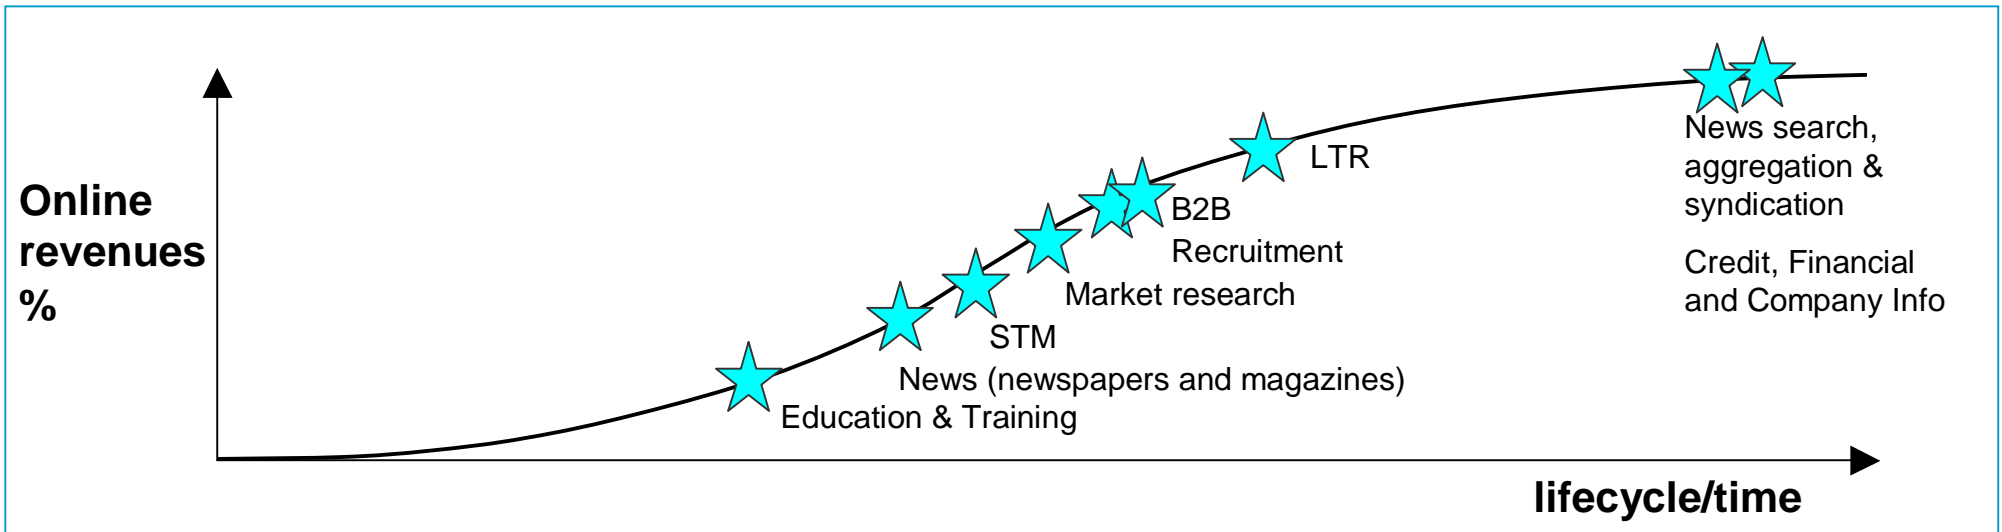 Online
revenues
%
News search,
aggregation &
syndication
Credit, Financial
and Company Info
LTR
B2B
Recruitment
Market research
STM
News (newspapers and magazines)
Education & Training
lifecycle/time